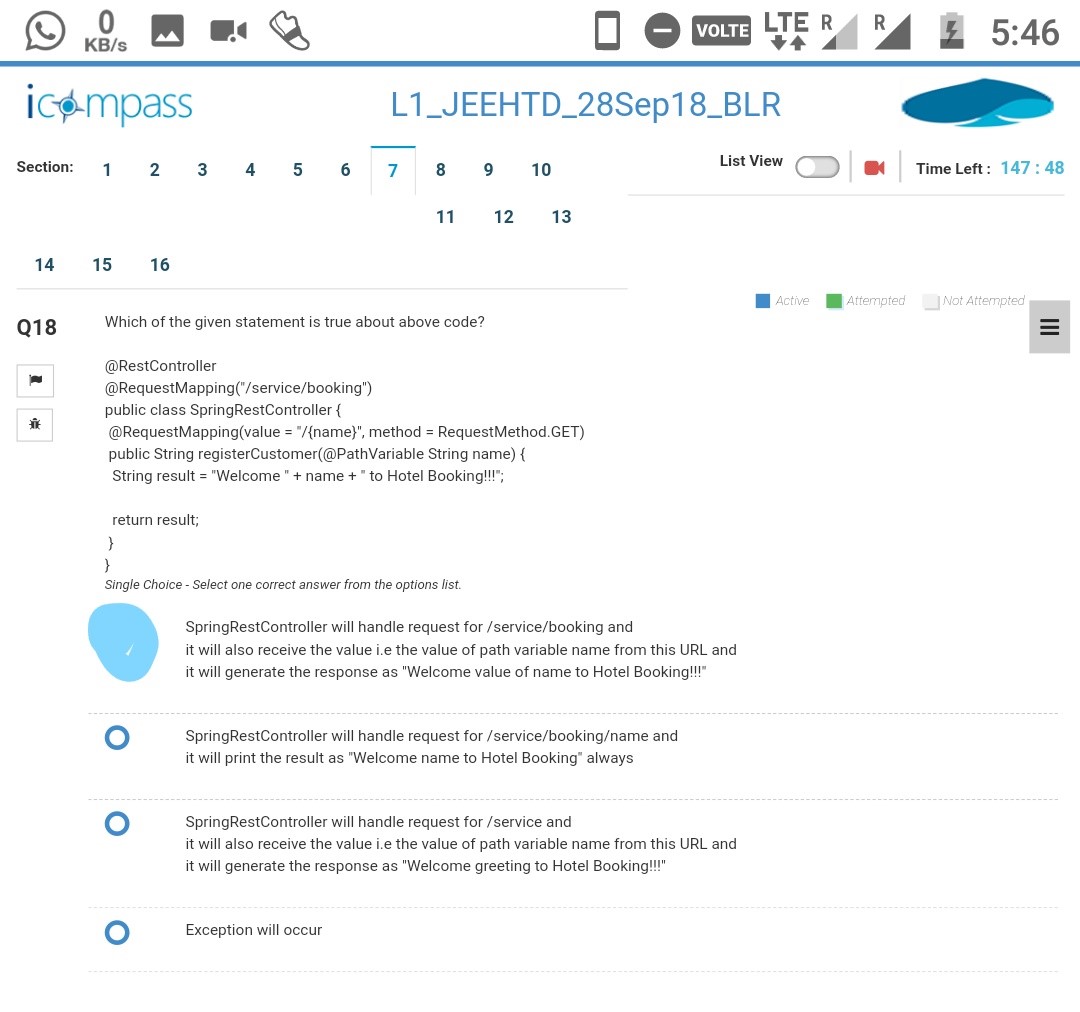 0
KB/s
VOLTE
LTE
R
R
5:46
icompass
L1_JEEHTD_28Sep18_BLR
Section: 1 2 3 4 5 6 7 8 9 10
List View
Time Left : 147 : 48
11 12 13
14 15 16
Active Attempted Not Attempted
Q18
Which of the given statement is true about above code?
@RestController
@RequestMapping("/service/booking")
public class SpringRestController {
@RequestMapping(value = "/{name}", method = RequestMethod.GET)
public String registerCustomer(@PathVariable String name) {
String result = "Welcome " + name + " to Hotel Booking!!!";
return result;
}
}
Single Choice - Select one correct answer from the options list.
SpringRestController will handle request for /service/booking and
it will also receive the value i.e the value of path variable name from this URL and
it will generate the response as "Welcome value of name to Hotel Booking!!!"
SpringRestController will handle request for /service/booking/name and
it will print the result as "Welcome name to Hotel Booking" always
SpringRestController will handle request for /service and
it will also receive the value i.e the value of path variable name from this URL and
it will generate the response as "Welcome greeting to Hotel Booking!!!"
Exception will occur